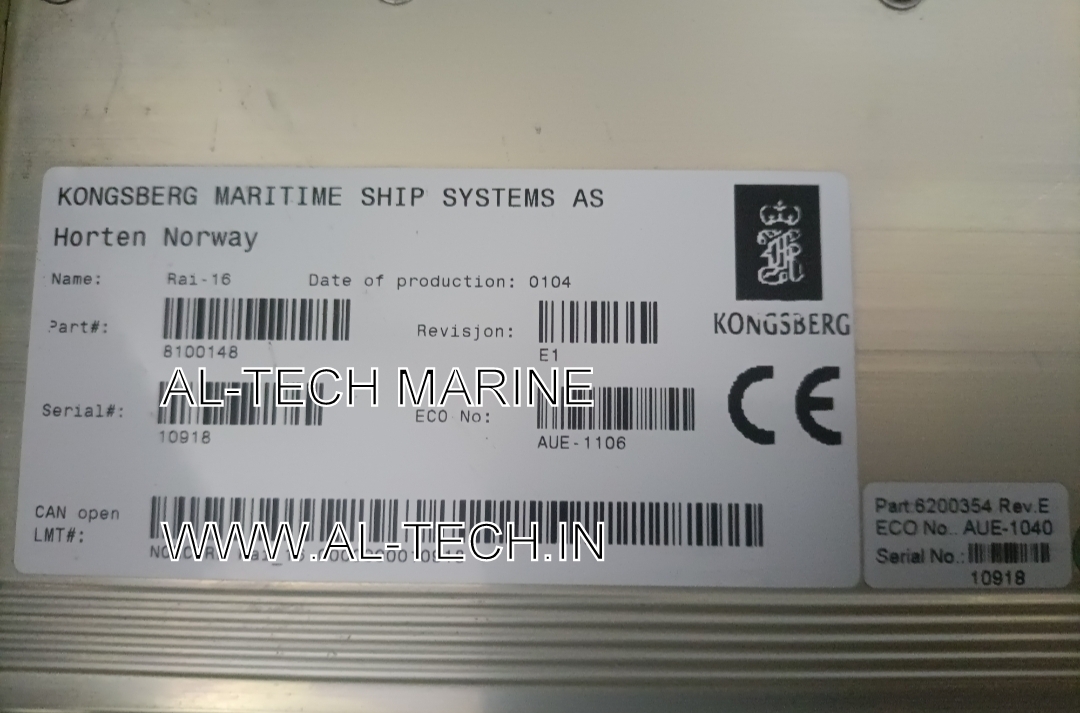 KONGSBERG MARITIME SHIP SYSTEMS AS
Horten Norway
Name: Rai-16 Date of production: 0104
Part#: Revisjon:
8100148 E1
KONGSBERG
AL-TECH MARINE
Serial#: ECO No:
10918 AUE-1106
CE
CAN open
LMT#:
WWW.AL-TECH.IN
Part:6200354 Rev.E
ECO No.. AUE-1040
Serial No.:
10918